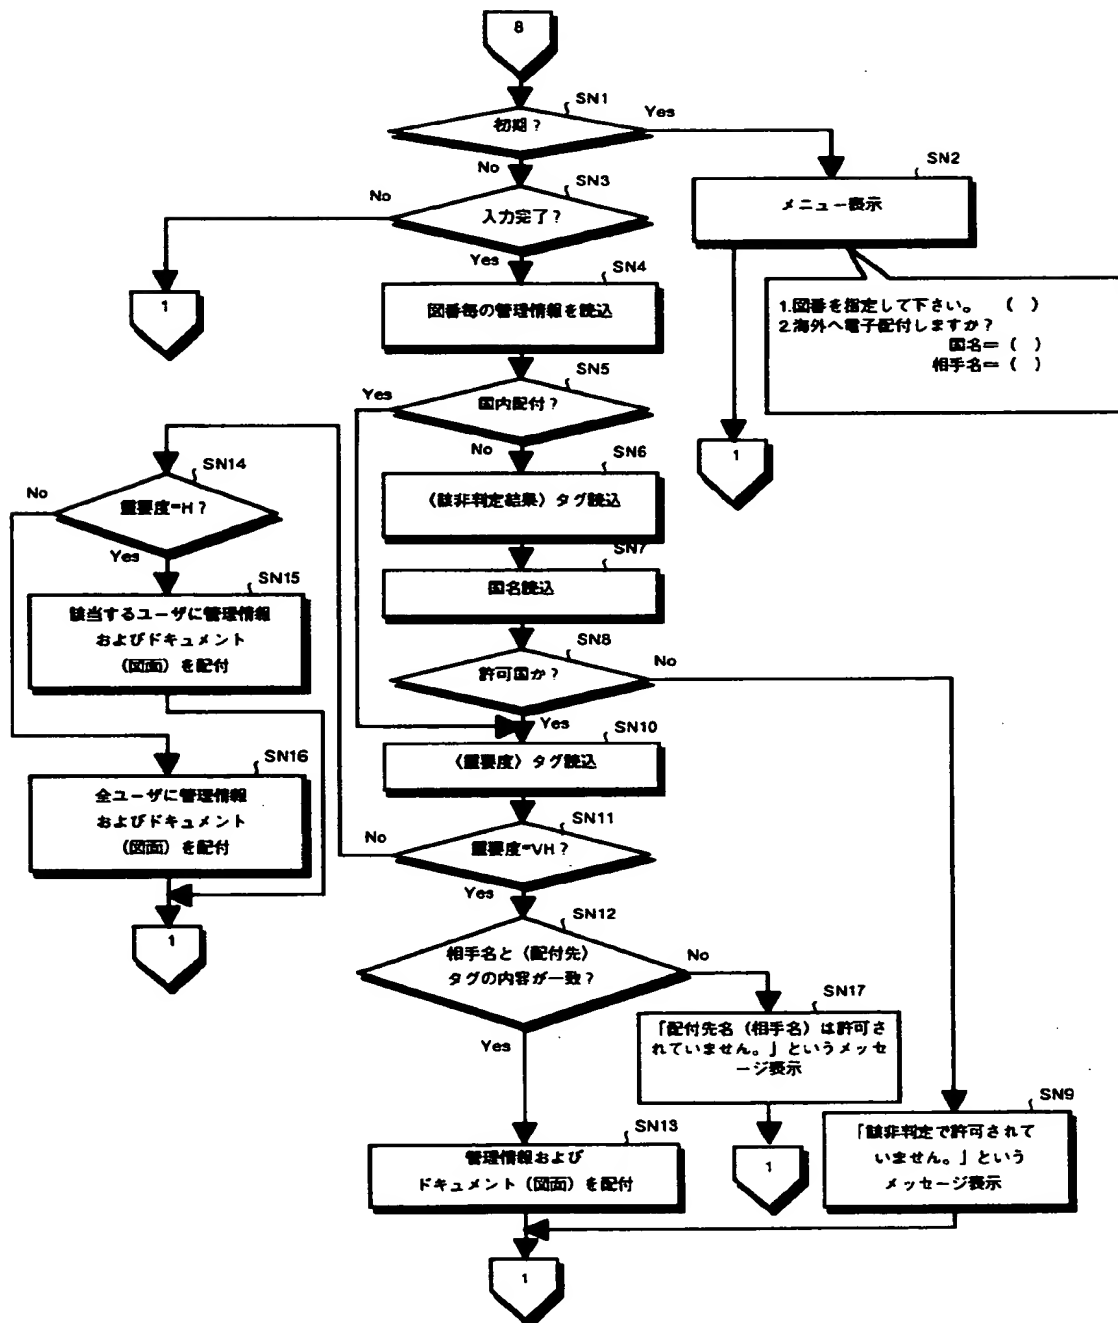 8
SN1
初期？
Yes
No
SN2
メニュー表示
SN3
入力完了？
No
Yes
1
1.図番を指定して下さい。 （ ）
2.海外へ電子配付しますか？
国名＝（ ）
相手名＝（ ）
1
SN4
図番毎の管理情報を読込
SN5
国内配付？
Yes
No
SN6
〈該非判定結果〉タグ読込
SN7
国名読込
SN8
許可国か？
No
Yes
SN10
〈重要度〉タグ読込
SN11
重要度=VH？
No
Yes
SN14
重要度=H？
No
Yes
SN15
該当するユーザに管理情報
およびドキュメント
（図面）を配付
SN16
全ユーザに管理情報
およびドキュメント
（図面）を配付
1
SN12
相手名と〈配付先〉
タグの内容が一致？
No
Yes
SN17
「配付先名（相手名）は許可さ
れていません。」というメッセ
ージ表示
1
SN9
「該非判定で許可されて
いません。」という
メッセージ表示
SN13
管理情報および
ドキュメント（図面）を配付
1